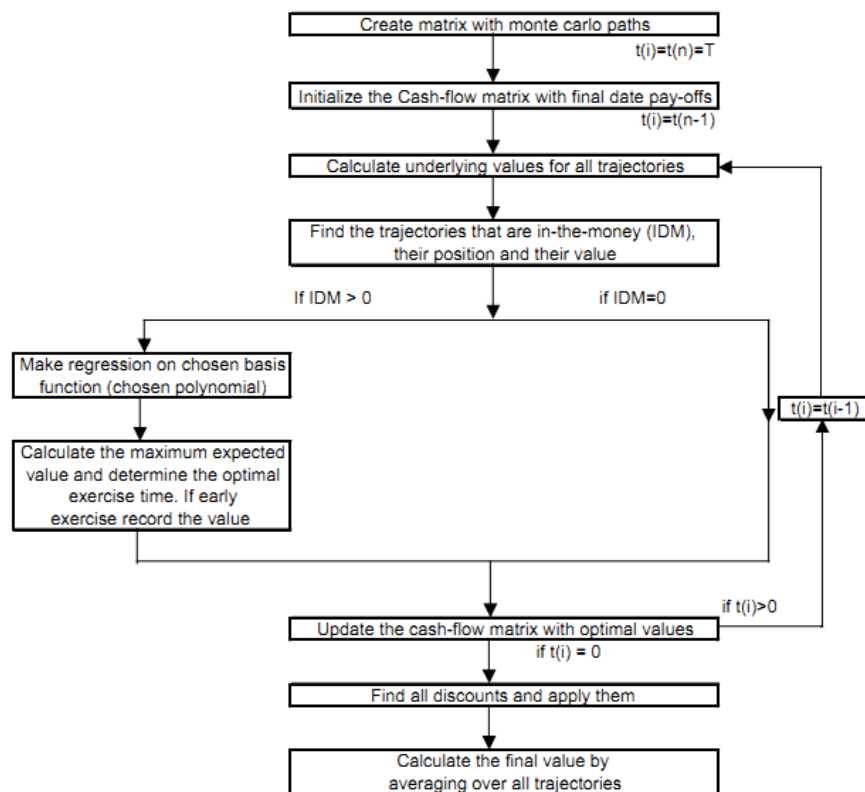 Create matrix with monte carlo paths
t(i)=t(n)=T
Initialize the Cash-flow matrix with final date pay-offs
t(i)=t(n-1)
Calculate underlying values for all trajectories
Find the trajectories that are in-the-money (IDM),
their position and their value
If IDM > 0
if IDM=0
Make regression on chosen basis
function (chosen polynomial)
t(i)=t(i-1)
Calculate the maximum expected
value and determine the optimal
exercise time. If early
exercise record the value
if t(i)>0
Update the cash-flow matrix with optimal values
if t(i) = 0
Find all discounts and apply them
Calculate the final value by
averaging over all trajectories